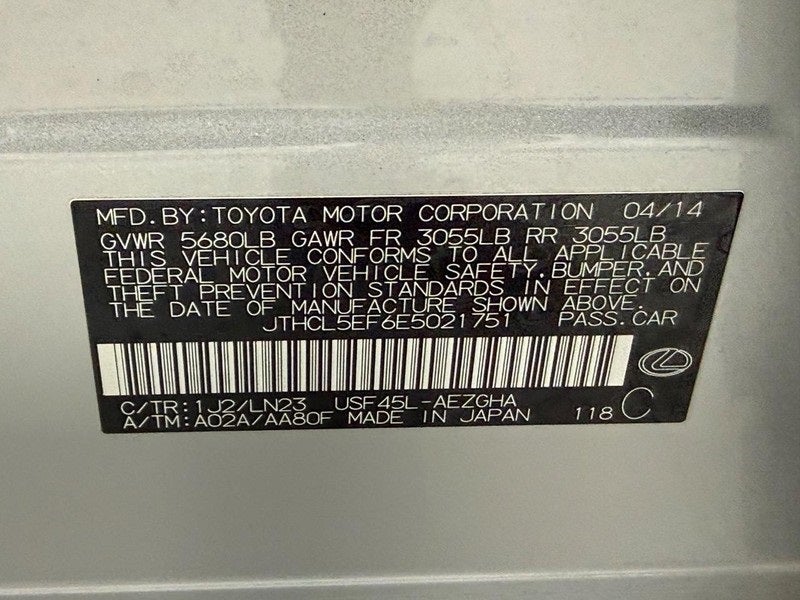 MFD. BY: TOYOTA MOTOR CORPORATION 04/14
GVWR 5680LB GAWR FR 3055LB RR 3055LB
THIS VEHICLE CONFORMS TO ALL APPLICABLE
FEDERAL MOTOR VEHICLE SAFETY, BUMPER, AND
THEFT PREVENTION STANDARDS IN EFFECT ON
THE DATE OF MANUFACTURE SHOWN ABOVE.
JTHCL5EF6E5021751 PASS. CAR
C/TR: 1J2/LN23 USF45L-AEZGHA
A/TM: A02A/AA80F MADE IN JAPAN 118 C